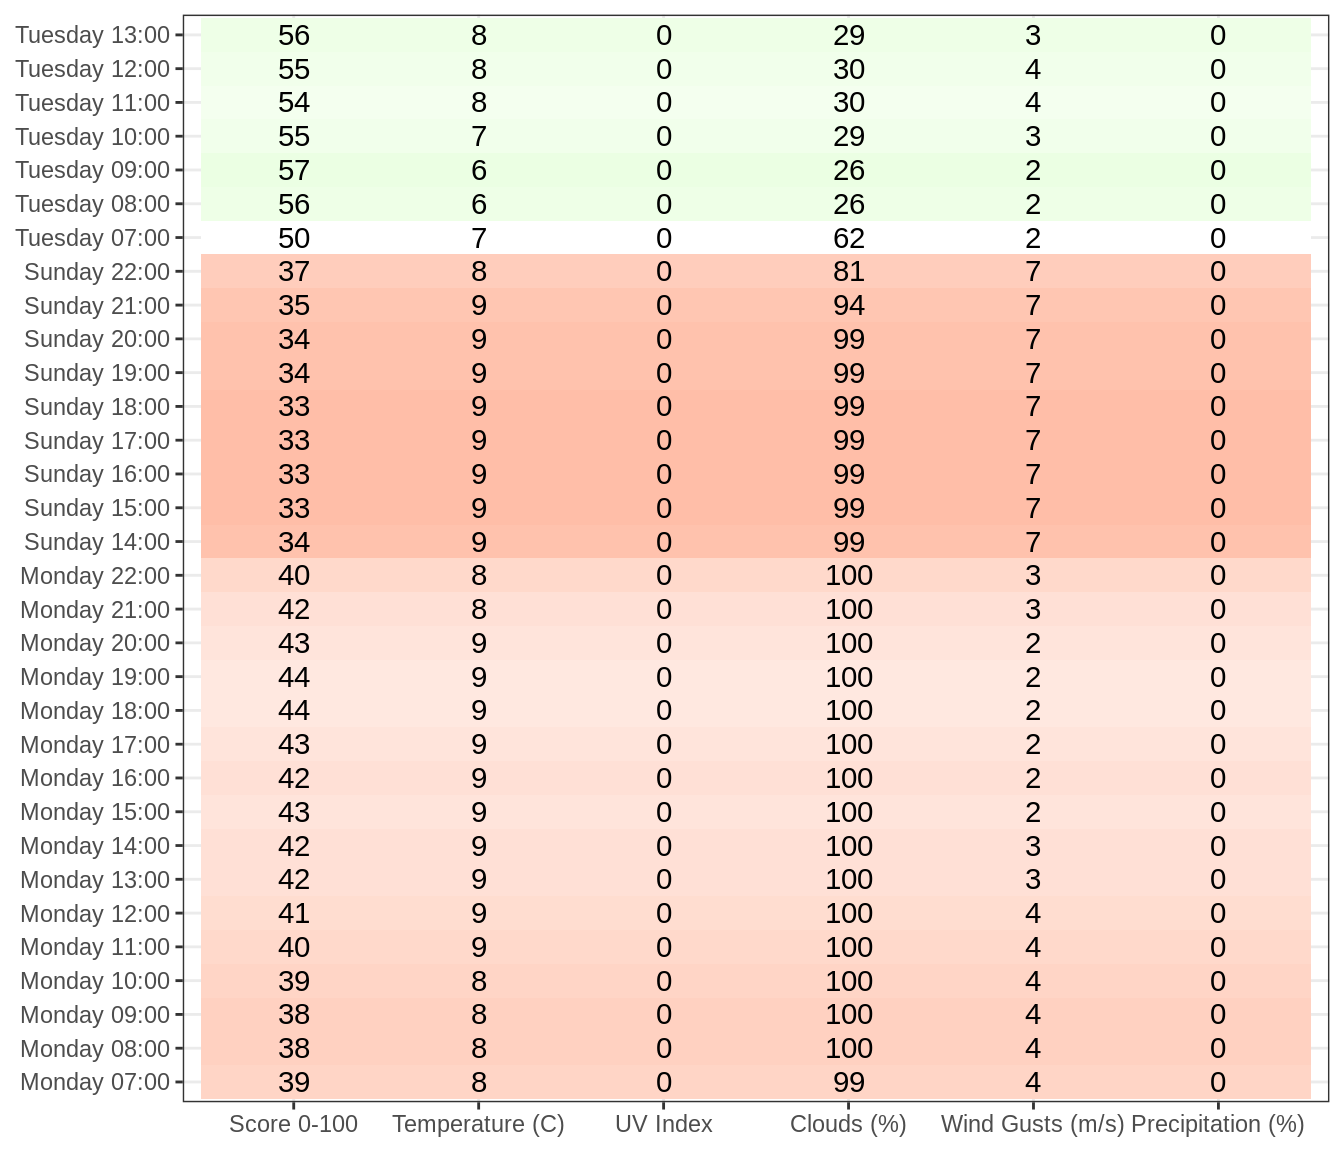 Tuesday 13:00 56 8 0 29 3 0
Tuesday 12:00 55 8 0 30 4 0
Tuesday 11:00 54 8 0 30 4 0
Tuesday 10:00 55 7 0 29 3 0
Tuesday 09:00 57 6 0 26 2 0
Tuesday 08:00 56 6 0 26 2 0
Tuesday 07:00 50 7 0 62 2 0
Sunday 22:00 37 8 0 81 7 0
Sunday 21:00 35 9 0 94 7 0
Sunday 20:00 34 9 0 99 7 0
Sunday 19:00 34 9 0 99 7 0
Sunday 18:00 33 9 0 99 7 0
Sunday 17:00 33 9 0 99 7 0
Sunday 16:00 33 9 0 99 7 0
Sunday 15:00 33 9 0 99 7 0
Sunday 14:00 34 9 0 99 7 0
Monday 22:00 40 8 0 100 3 0
Monday 21:00 42 8 0 100 3 0
Monday 20:00 43 9 0 100 2 0
Monday 19:00 44 9 0 100 2 0
Monday 18:00 44 9 0 100 2 0
Monday 17:00 43 9 0 100 2 0
Monday 16:00 42 9 0 100 2 0
Monday 15:00 43 9 0 100 2 0
Monday 14:00 42 9 0 100 3 0
Monday 13:00 42 9 0 100 3 0
Monday 12:00 41 9 0 100 4 0
Monday 11:00 40 9 0 100 4 0
Monday 10:00 39 8 0 100 4 0
Monday 09:00 38 8 0 100 4 0
Monday 08:00 38 8 0 100 4 0
Monday 07:00 39 8 0 99 4 0
Score 0-100 Temperature (C) UV Index Clouds (%) Wind Gusts (m/s) Precipitation (%)